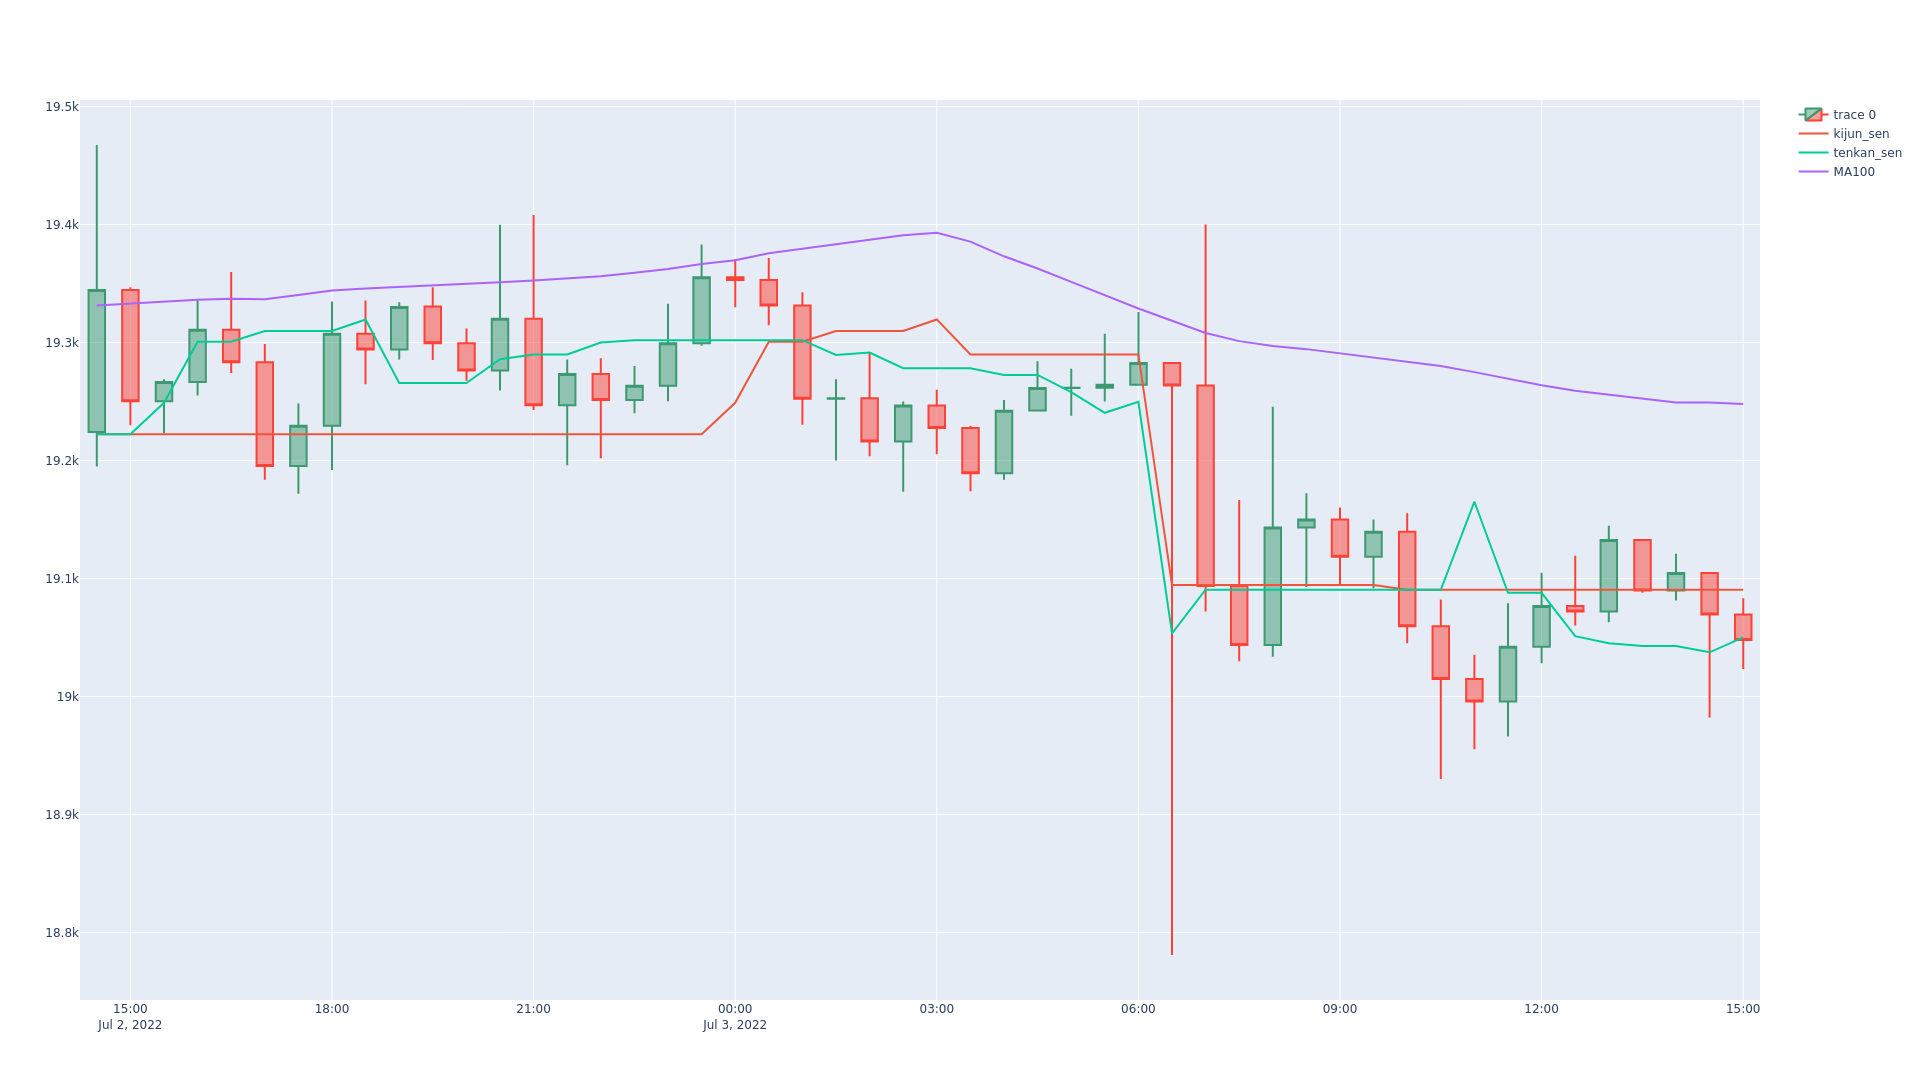 19.5k
19.4k
19.3k
19.2k
19.1k
19k
18.9k
18.8k
15:00 18:00 21:00 00:00 03:00 06:00 09:00 12:00 15:00
Jul 2, 2022 Jul 3, 2022
trace 0
kijun_sen
tenkan_sen
MA100